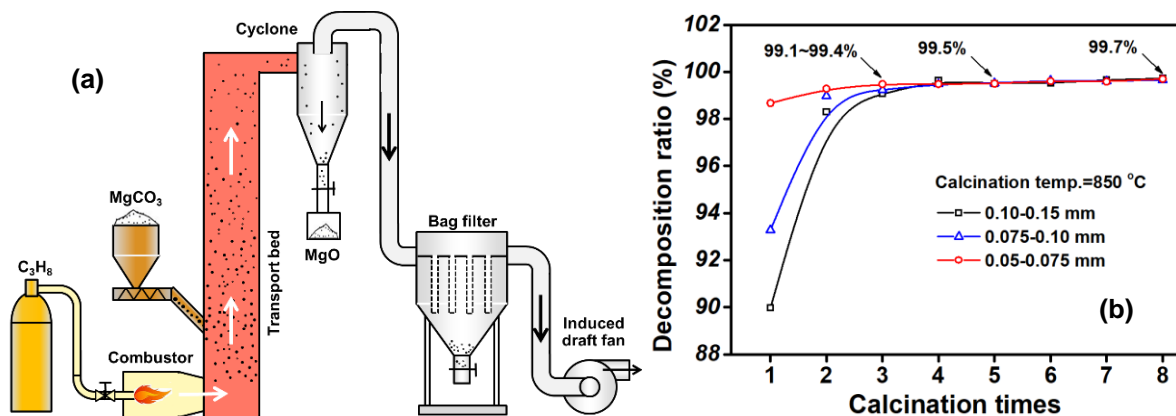 (a)
Cyclone
MgCO3
C3H8
Combustor
Transport bed
MgO
Bag filter
Induced
draft fan
Decomposition ratio (%)
102
100
98
96
94
92
90
88
99.1~99.4%
99.5%
99.7%
Calcination temp.=850 °C
0.10-0.15 mm
0.075-0.10 mm
0.05-0.075 mm
(b)
1 2 3 4 5 6 7 8
Calcination times